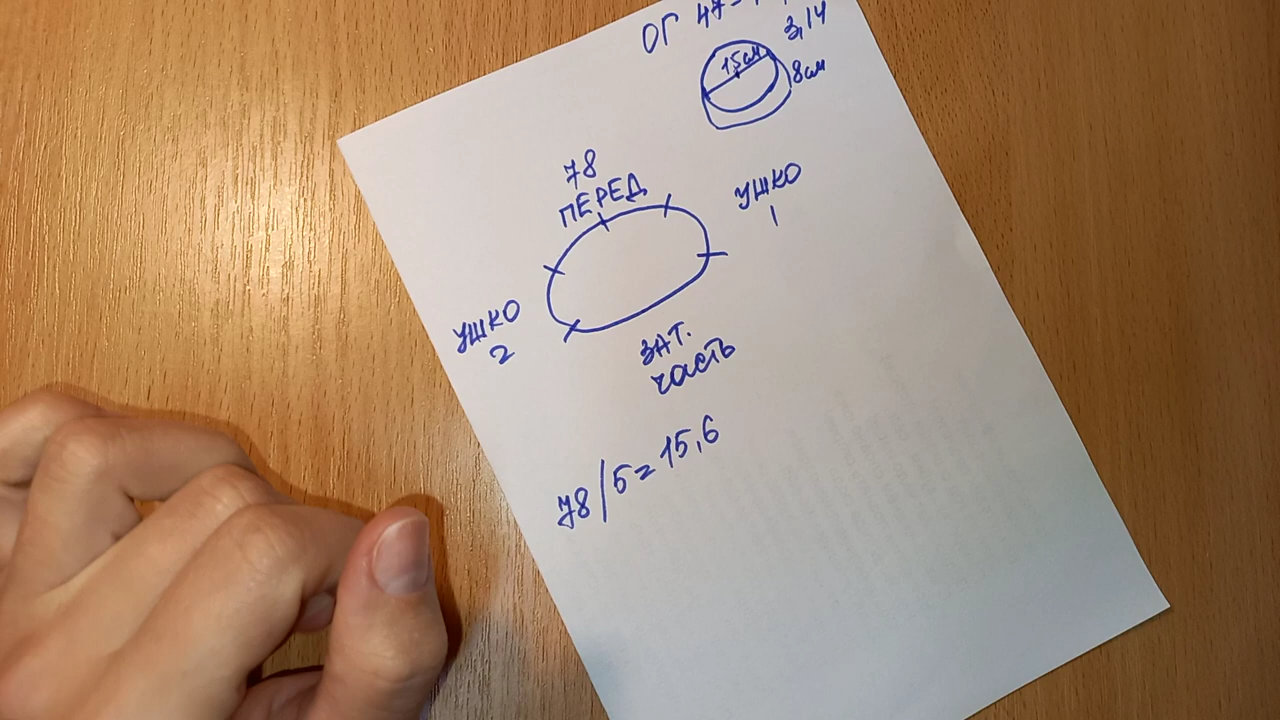 ОГ 47-
3,14
15см
8см
78
ПЕРЕД
УШКО
1
УШКО
2
ЗАТ.
часть
78/5=15,6